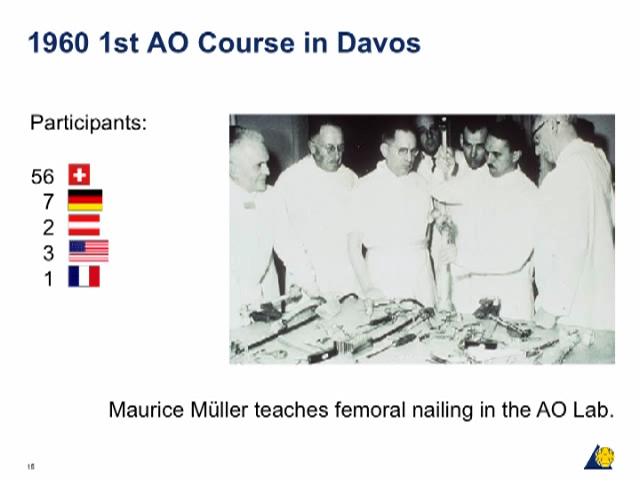 1960 1st AO Course in Davos
Participants:
56
7
2
3
1
Maurice Müller teaches femoral nailing in the AO Lab.